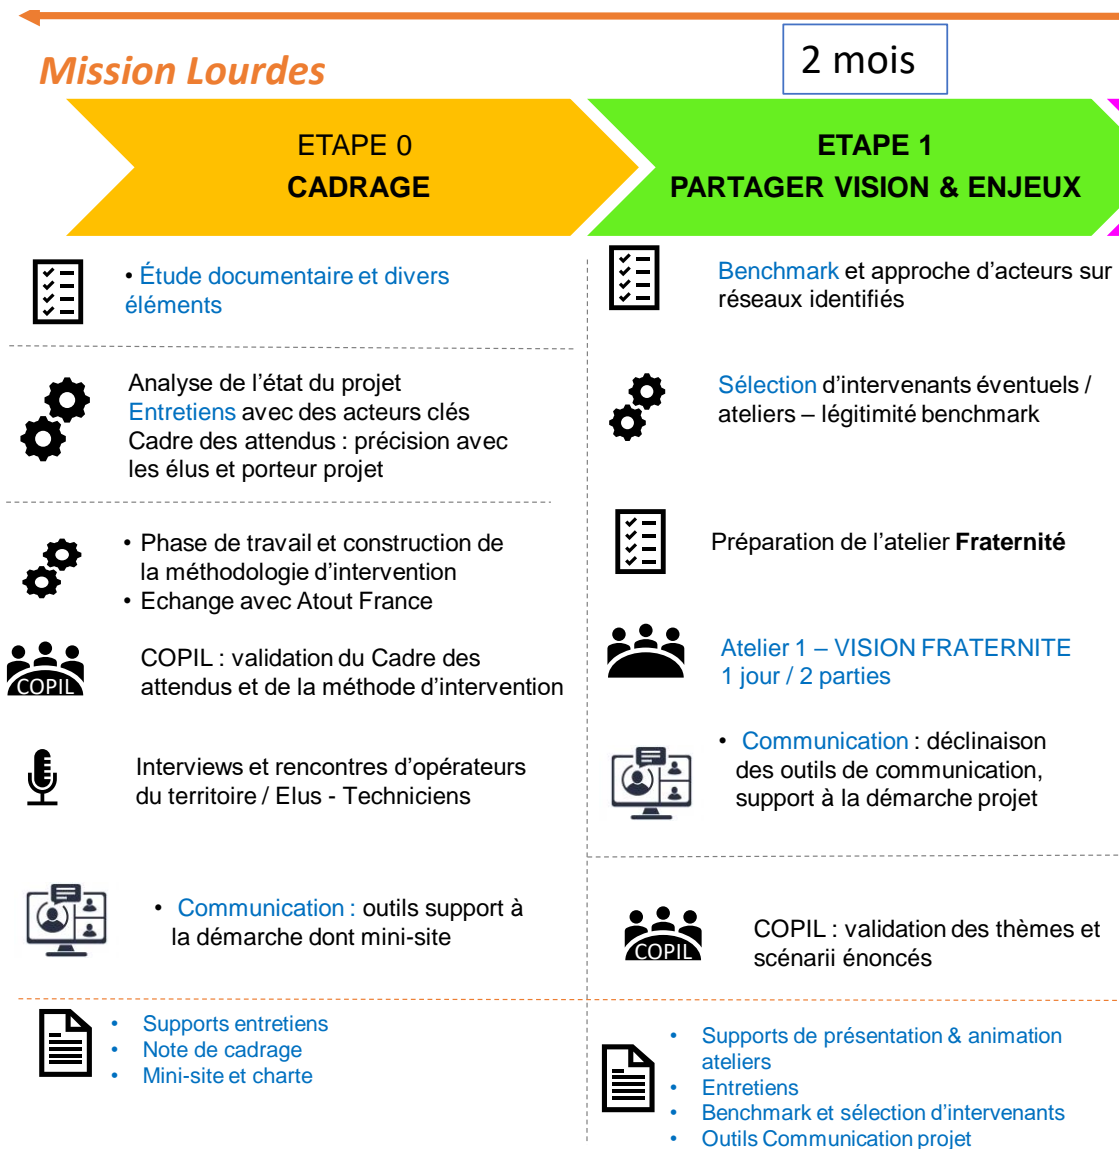 Mission Lourdes
2 mois
ETAPE 0
CADRAGE
• Étude documentaire et divers
éléments
Analyse de l’état du projet
Entretiens avec des acteurs clés
Cadre des attendus : précision avec
les élus et porteur projet
• Phase de travail et construction de
la méthodologie d’intervention
• Echange avec Atout France
COPIL
COPIL : validation du Cadre des
attendus et de la méthode d’intervention
Interviews et rencontres d’opérateurs
du territoire / Elus - Techniciens
• Communication : outils support à
la démarche dont mini-site
• Supports entretiens
• Note de cadrage
• Mini-site et charte
ETAPE 1
PARTAGER VISION & ENJEUX
Benchmark et approche d’acteurs sur
réseaux identifiés
Sélection d’intervenants éventuels /
ateliers – légitimité benchmark
Préparation de l’atelier Fraternité
Atelier 1 – VISION FRATERNITE
1 jour / 2 parties
• Communication : déclinaison
des outils de communication,
support à la démarche projet
COPIL
COPIL : validation des thèmes et
scénarii énoncés
• Supports de présentation & animation
ateliers
• Entretiens
• Benchmark et sélection d’intervenants
• Outils Communication projet